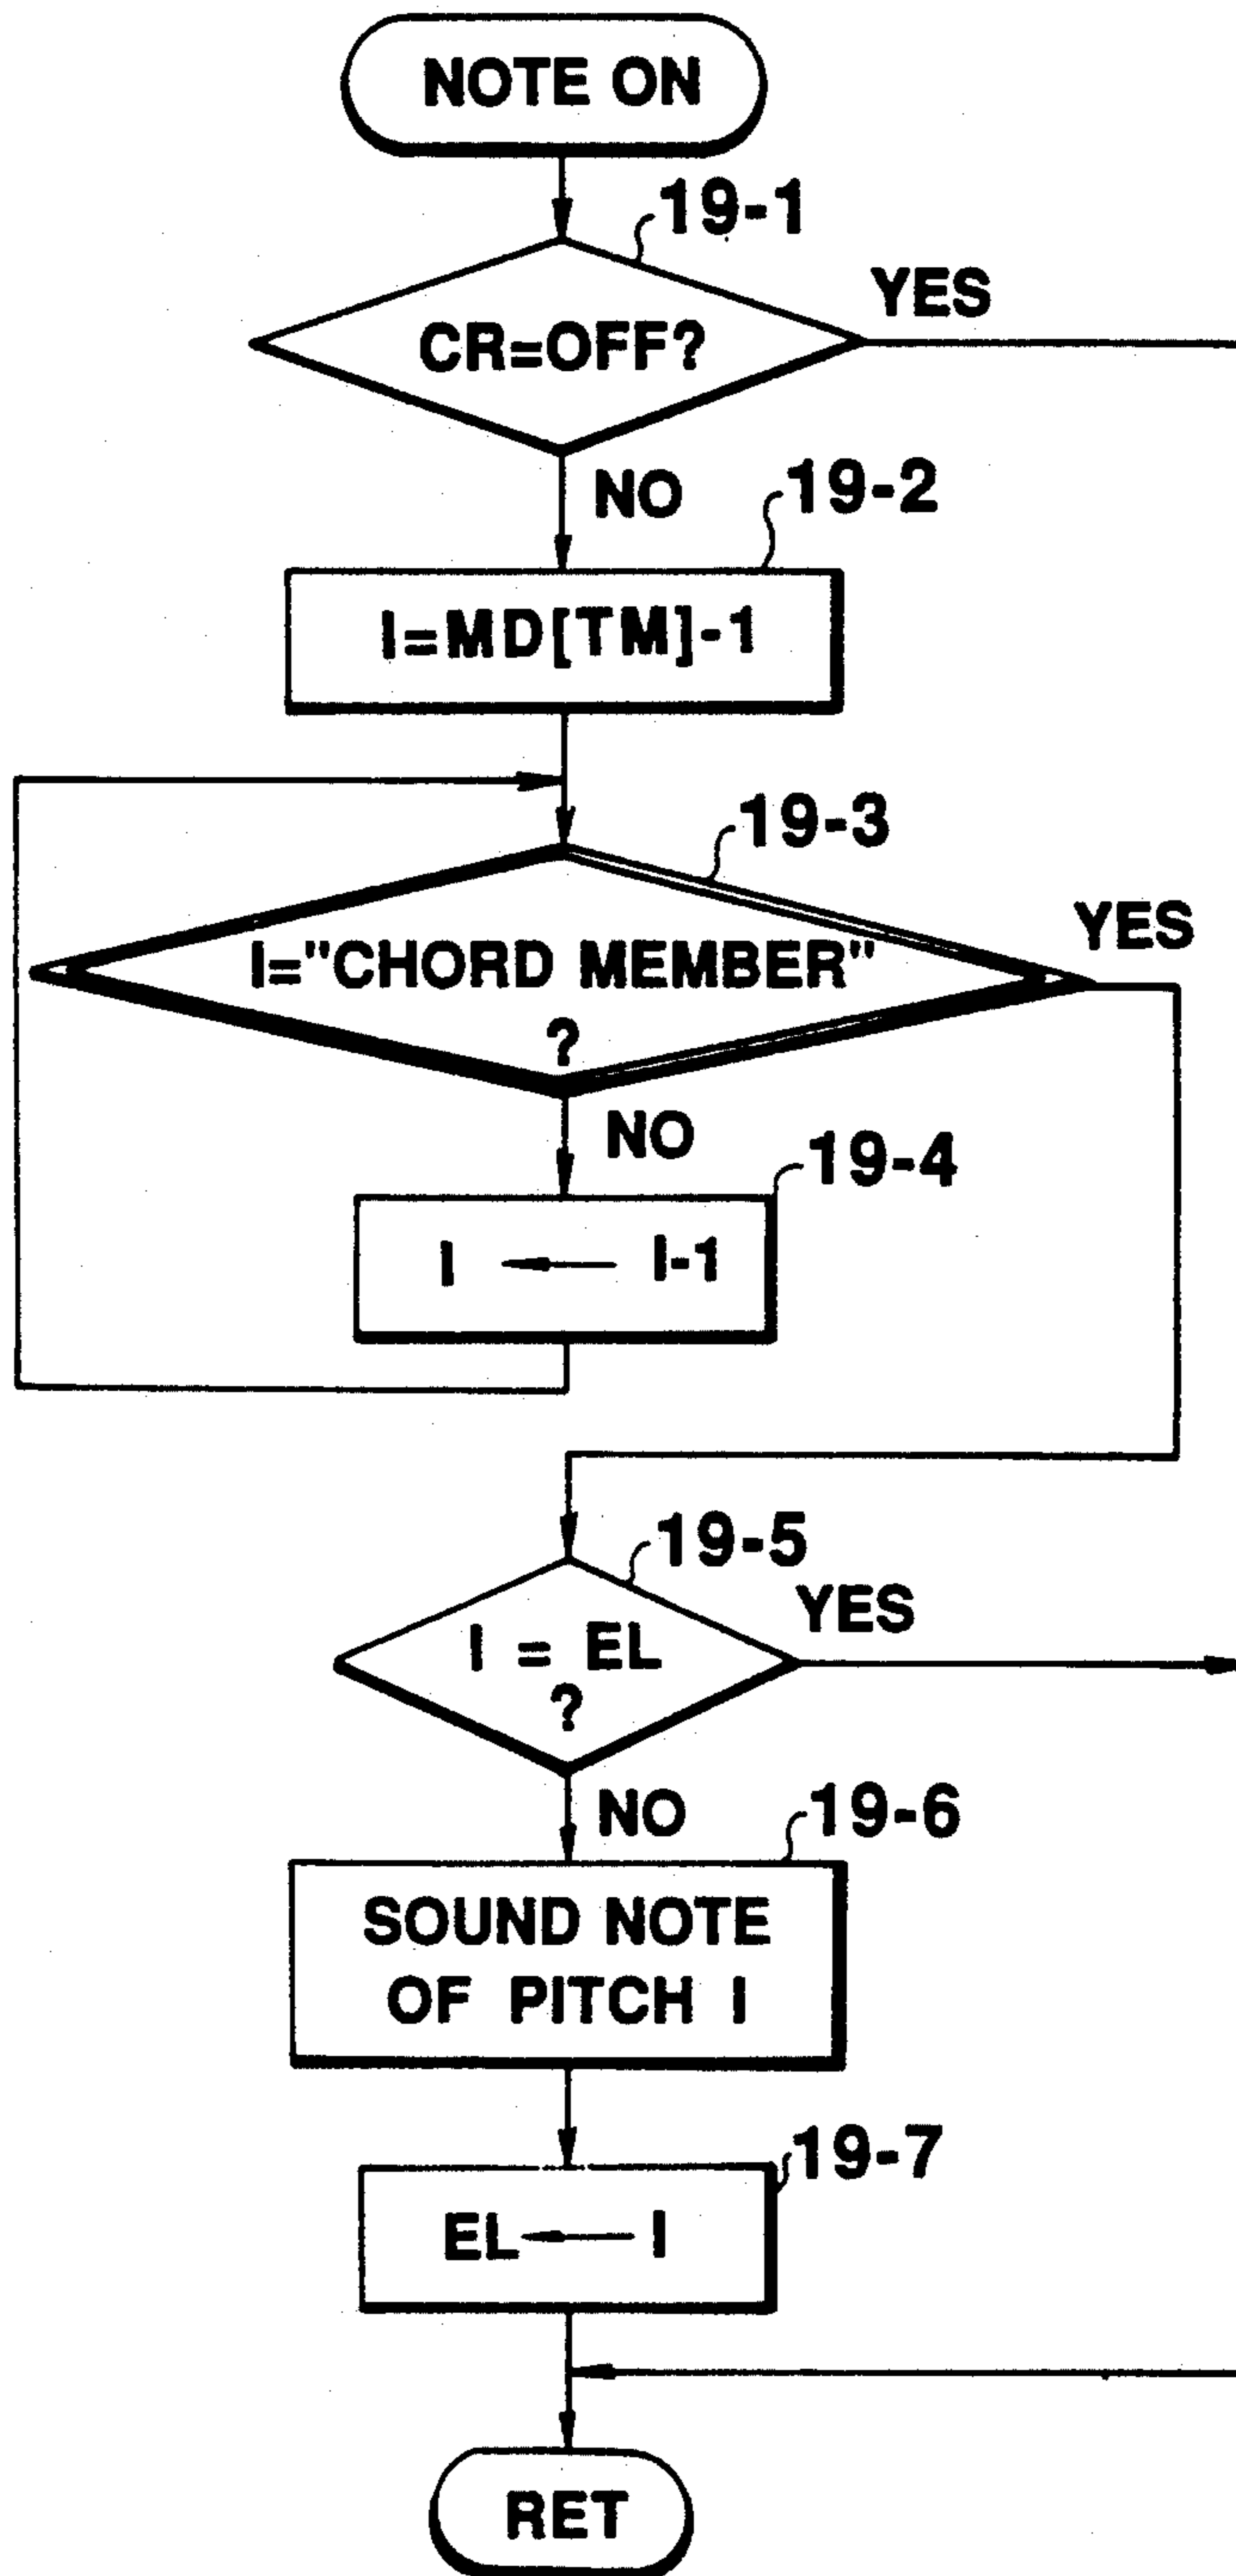 NOTE ON
19-1
YES
CR=OFF?
NO
19-2
I=MD[TM]-1
19-3
YES
I="CHORD MEMBER"
?
NO
19-4
I ← I-1
19-5
YES
I = EL
?
NO
19-6
SOUND NOTE
OF PITCH I
19-7
EL ← I
RET